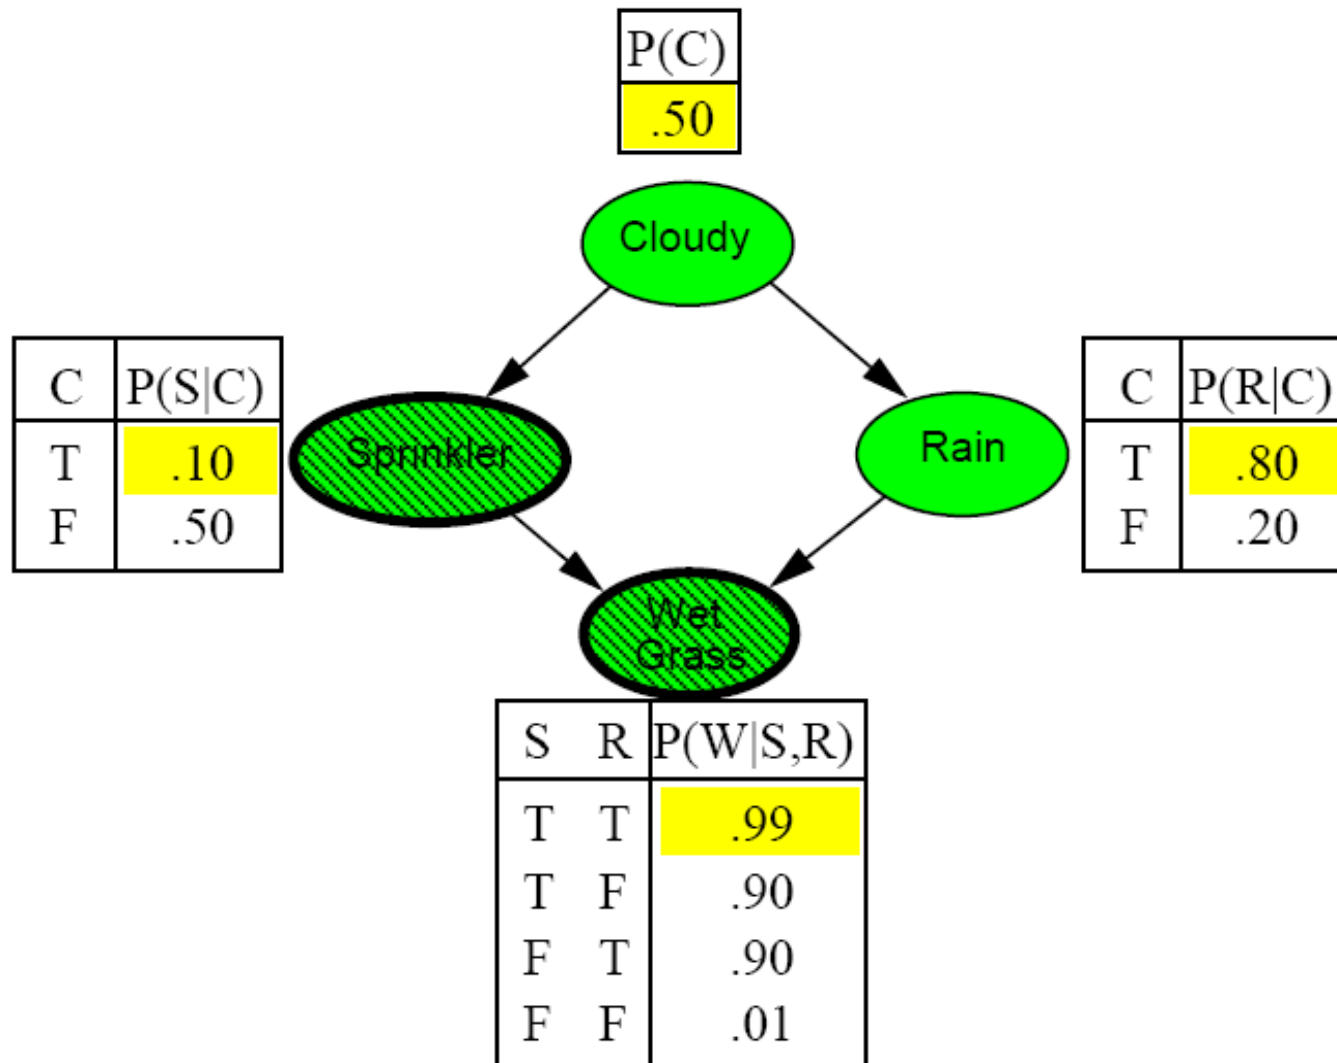 P(C)
.50
Cloudy
C P(S|C)
T .10
F .50
Sprinkler
Rain
C P(R|C)
T .80
F .20
Wet
Grass
S R P(W|S,R)
T T .99
T F .90
F T .90
F F .01